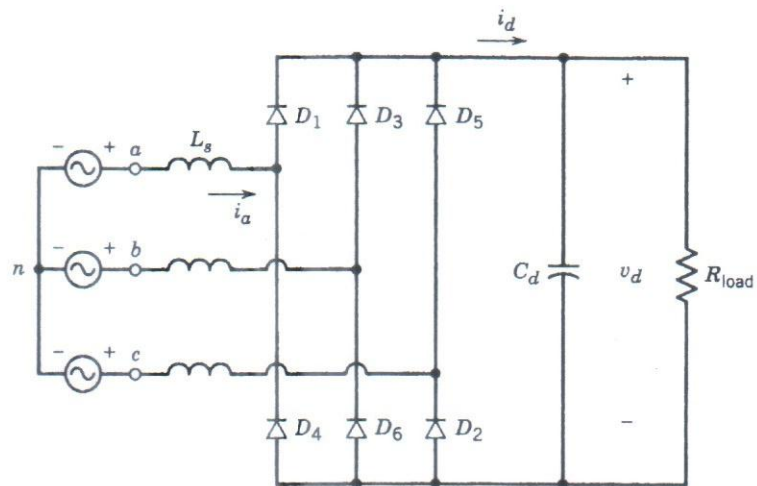 i_d
+
D_1 D_3 D_5
- + a L_s
i_a
- + b
n C_d v_d R_load
- + c
D_4 D_6 D_2
-